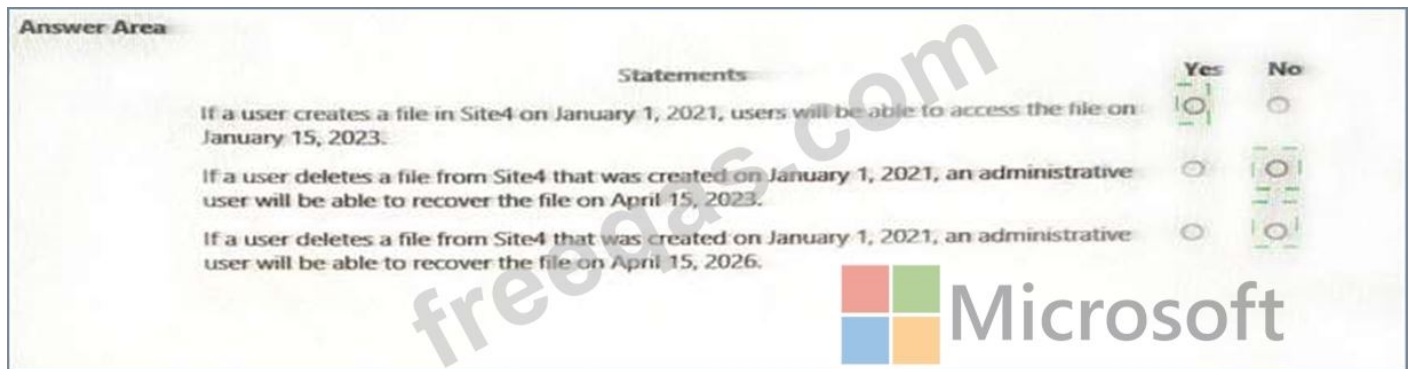 Answer Area
Statements
Yes
No
If a user creates a file in Site4 on January 1, 2021, users will be able to access the file on
January 15, 2023.
If a user deletes a file from Site4 that was created on January 1, 2021, an administrative
user will be able to recover the file on April 15, 2023.
If a user deletes a file from Site4 that was created on January 1, 2021, an administrative
user will be able to recover the file on April 15, 2026.
freeqas.com
Microsoft